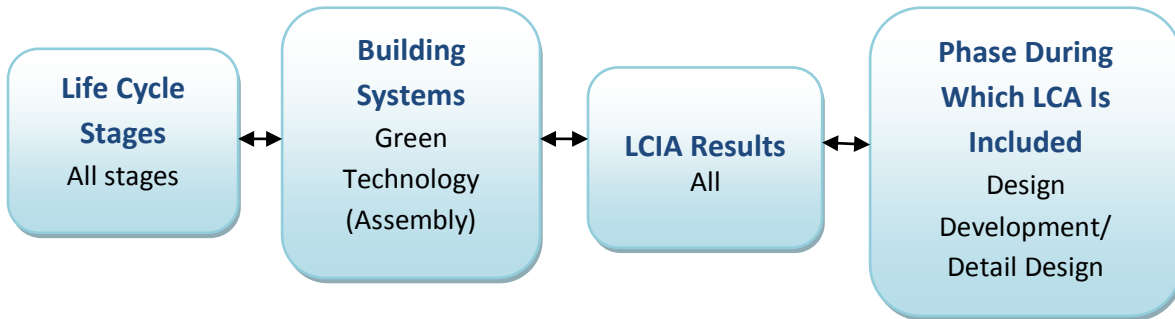 Life Cycle
Stages
All stages
Building
Systems
Green
Technology
(Assembly)
LCIA Results
All
Phase During
Which LCA Is
Included
Design
Development/
Detail Design